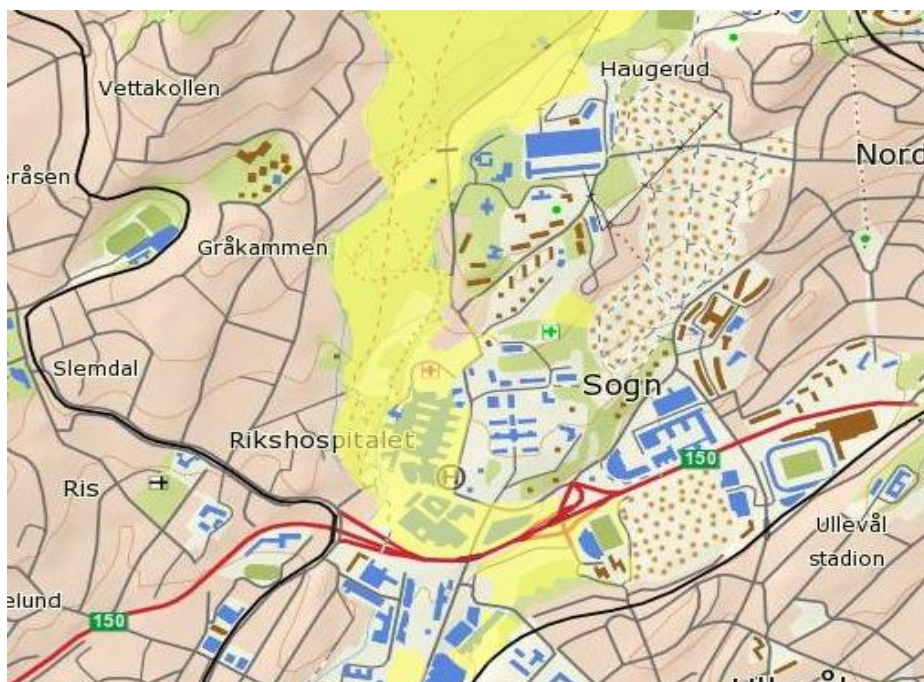 Haugerud
Vettakollen
Nord
eråsen
Gråkammen
Slemdal
Sogn
Rikshospitalet
150
H
Ris
Ullevål
stadion
elund
150